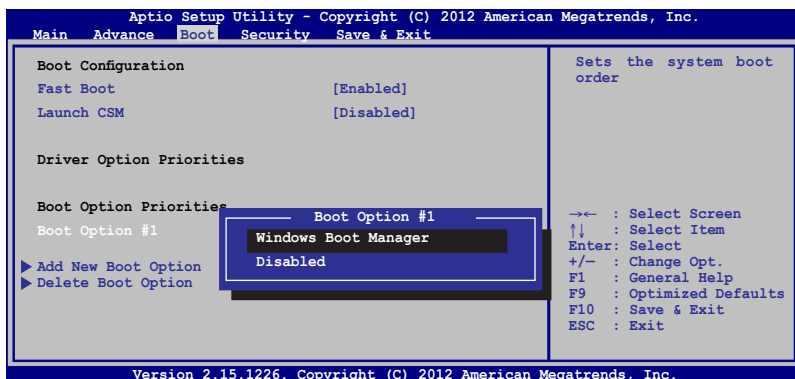 Aptio Setup Utility - Copyright (C) 2012 American Megatrends, Inc.
Main Advance Boot Security Save & Exit
Boot Configuration
Fast Boot [Enabled]
Launch CSM [Disabled]
Driver Option Priorities
Boot Option Priorities
Boot Option #1
Add New Boot Option
Delete Boot Option
Boot Option #1
Windows Boot Manager
Disabled
Sets the system boot
order
→← : Select Screen
↑↓ : Select Item
Enter: Select
+/— : Change Opt.
F1 : General Help
F9 : Optimized Defaults
F10 : Save & Exit
ESC : Exit
Version 2.15.1226. Copyright (C) 2012 American Megatrends, Inc.